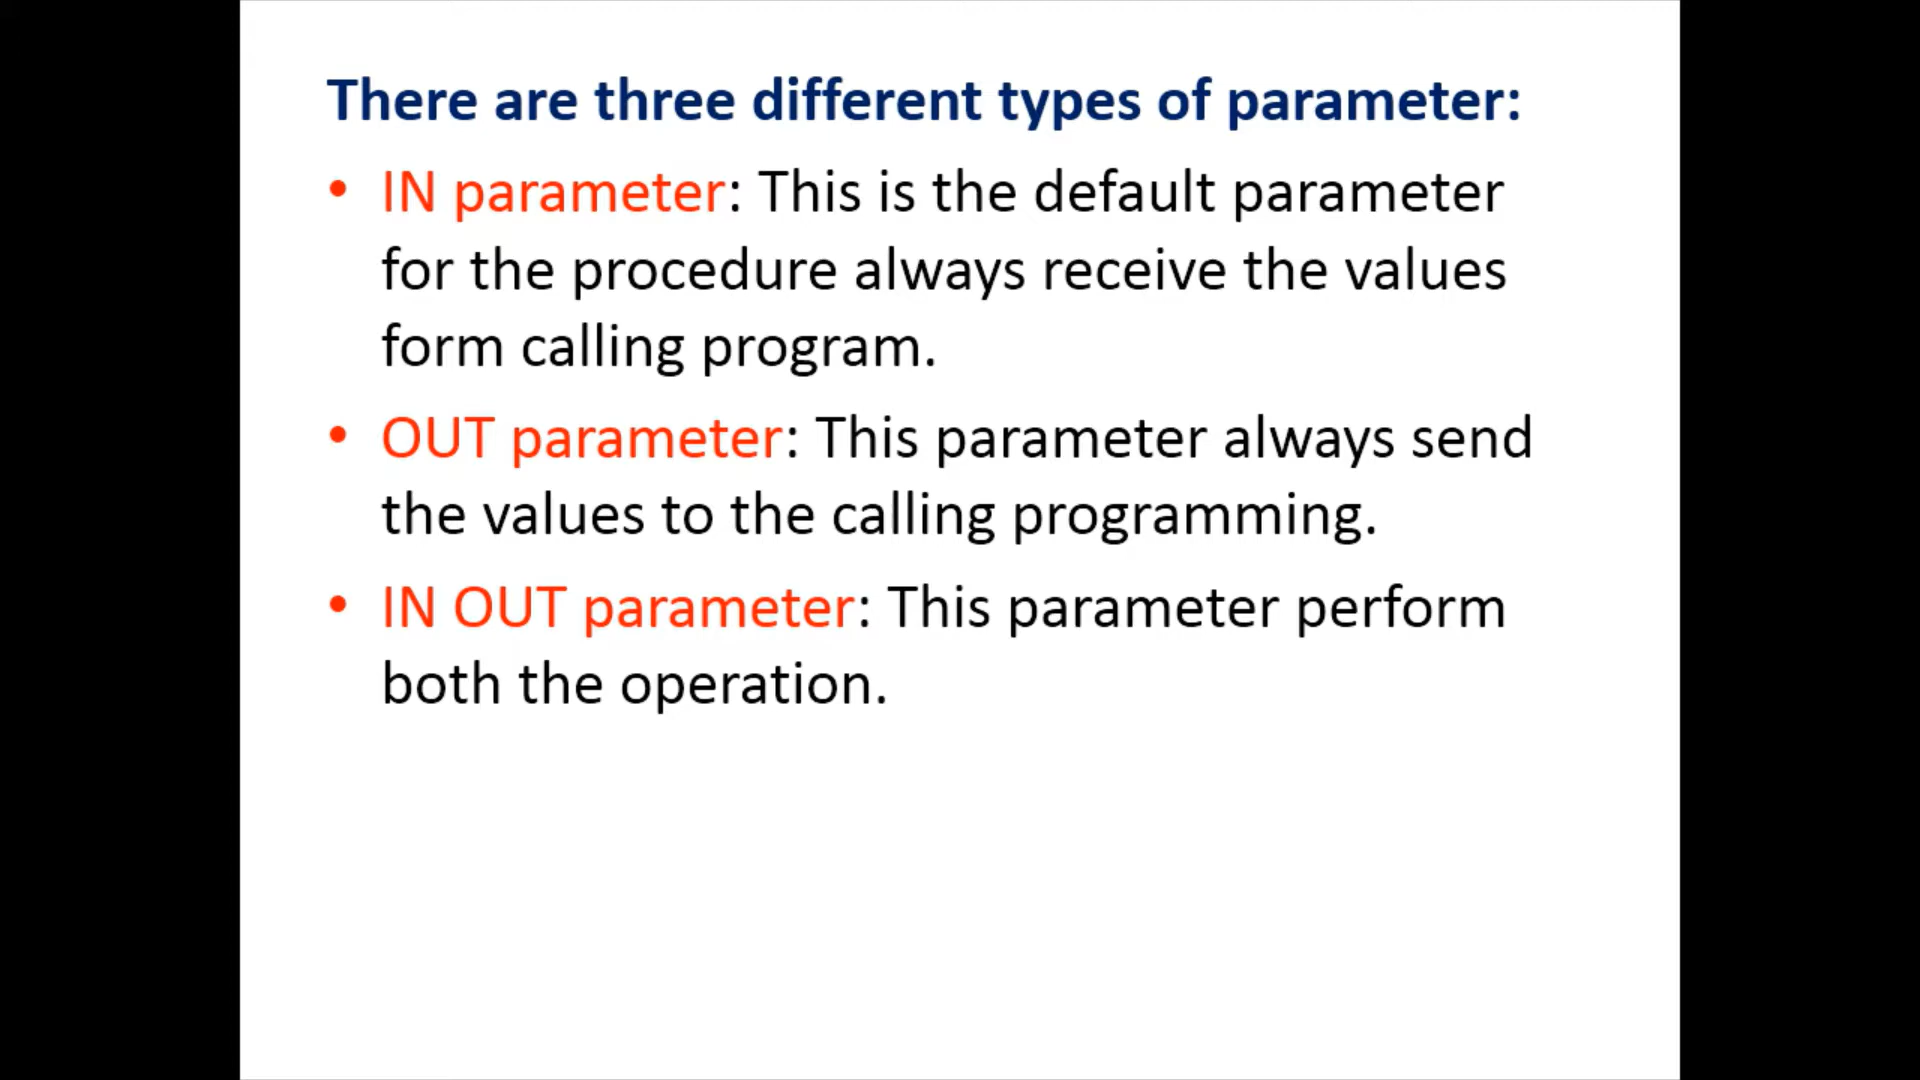 There are three different types of parameter:
• IN parameter: This is the default parameter
for the procedure always receive the values
form calling program.
• OUT parameter: This parameter always send
the values to the calling programming.
• IN OUT parameter: This parameter perform
both the operation.